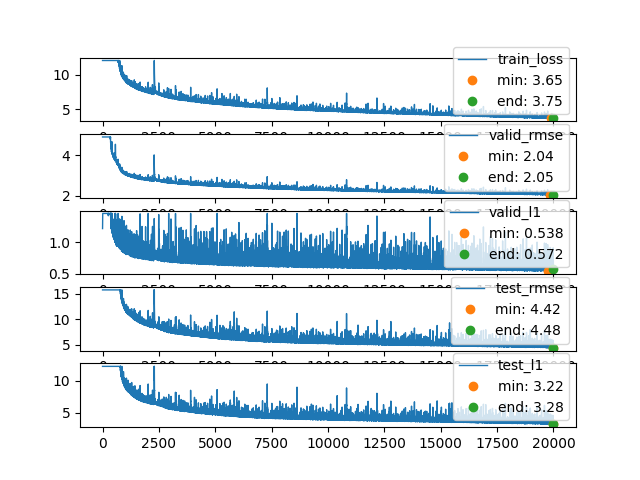 10
5
train_loss
min: 3.65
end: 3.75
4
2
valid_rmse
min: 2.04
end: 2.05
1.0
0.5
valid_l1
min: 0.538
end: 0.572
15
10
5
test_rmse
min: 4.42
end: 4.48
10
5
test_l1
min: 3.22
end: 3.28
0 2500 5000 7500 10000 12500 15000 17500 20000